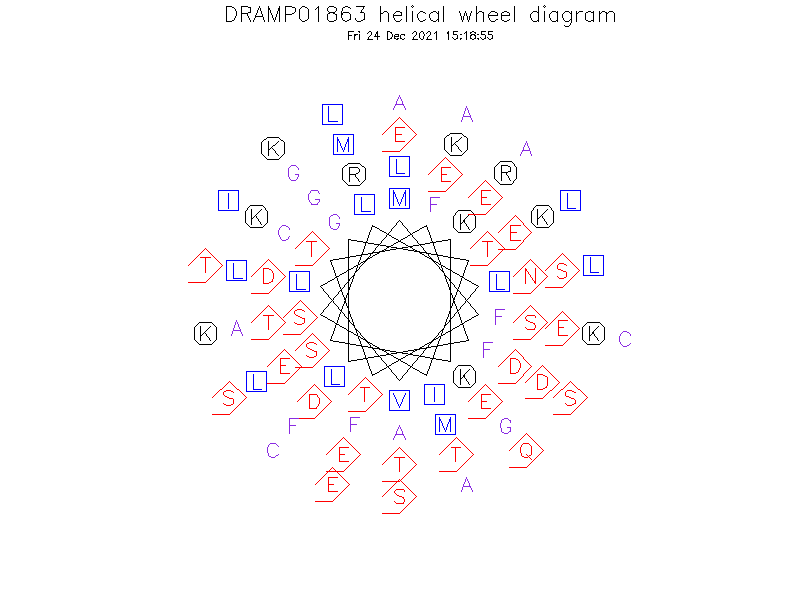 DRAMP01863 helical wheel diagram
Fri 24 Dec 2021 15:18:55
A
L A
E
K M K A
G R L E R
I G L M F E L
K G K K
C E
T T
T L D L L N S L
K A T S F S E K C
S F
E D
L L K D
S D T V I E S
F F A M G
C E T T Q
E S A